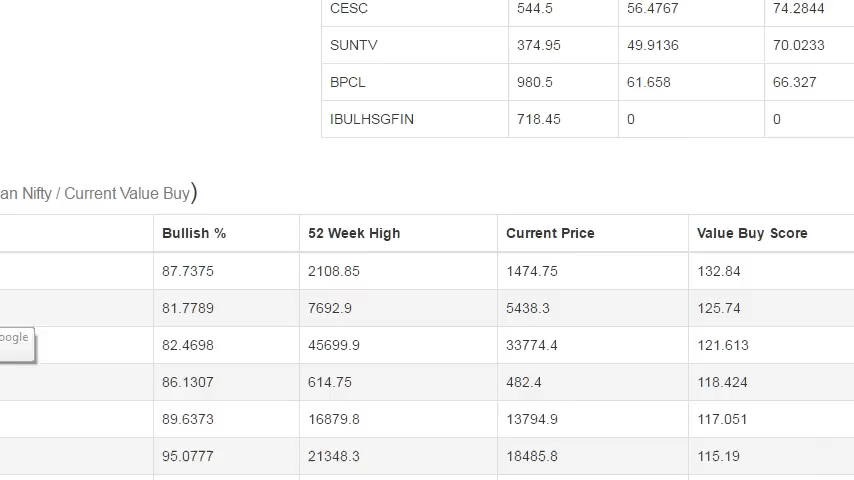 CESC 544.5 56.4767 74.2844
SUNTV 374.95 49.9136 70.0233
BPCL 980.5 61.658 66.327
IBULHSGFIN 718.45 0 0
an Nifty / Current Value Buy)
Bullish % 52 Week High Current Price Value Buy Score
87.7375 2108.85 1474.75 132.84
81.7789 7692.9 5438.3 125.74
oogle
82.4698 45699.9 33774.4 121.613
86.1307 614.75 482.4 118.424
89.6373 16879.8 13794.9 117.051
95.0777 21348.3 18485.8 115.19